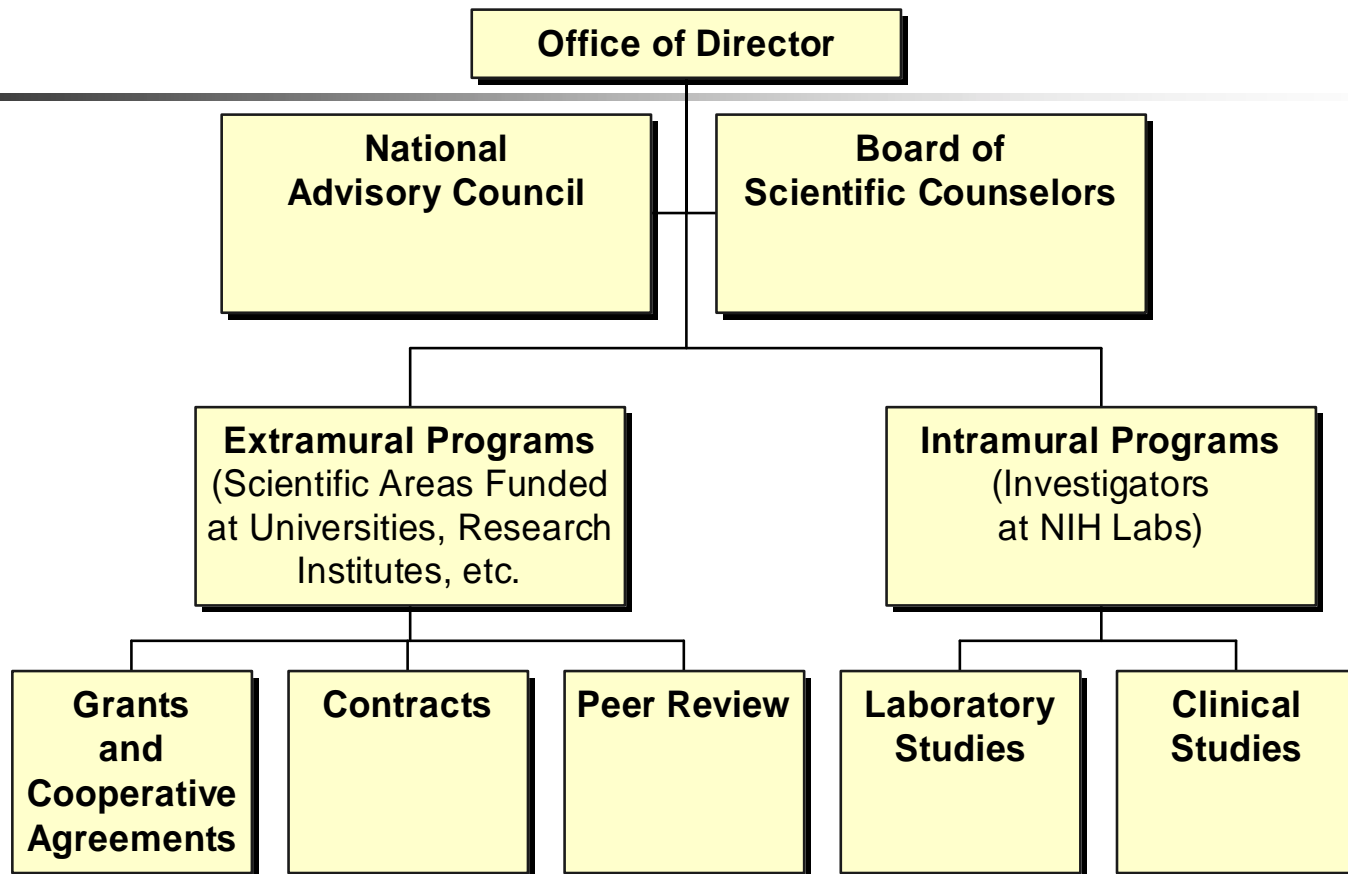 Office of Director
National
Advisory Council
Board of
Scientific Counselors
Extramural Programs
(Scientific Areas Funded
at Universities, Research
Institutes, etc.
Intramural Programs
(Investigators
at NIH Labs)
Grants
and
Cooperative
Agreements
Contracts
Peer Review
Laboratory
Studies
Clinical
Studies